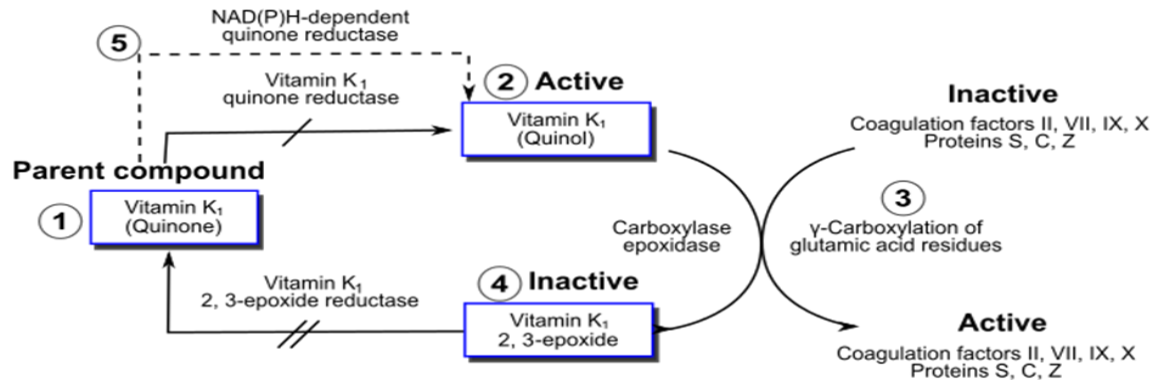 NAD(P)H-dependent
quinone reductase
5
Vitamin K₁
quinone reductase
2 Active
Vitamin K₁
(Quinol)
Inactive
Coagulation factors II, VII, IX, X
Proteins S, C, Z
Parent compound
1
Vitamin K₁
(Quinone)
Carboxylase
epoxidase
3
γ-Carboxylation of
glutamic acid residues
Vitamin K₁
2, 3-epoxide reductase
4 Inactive
Vitamin K₁
2, 3-epoxide
Active
Coagulation factors II, VII, IX, X
Proteins S, C, Z